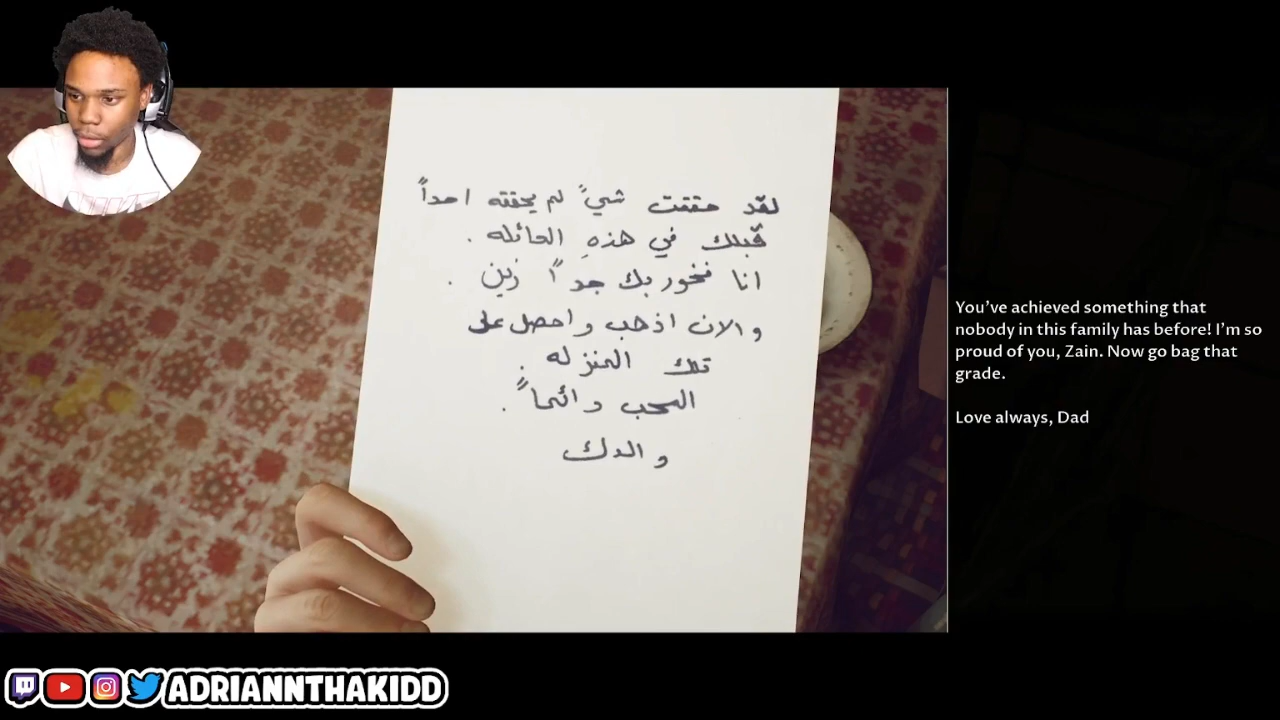 لقد حققت شيءً لم يحققه احداً
قبلك في هذهِ العائله .
انا فخور بك جداً زين .
والان اذهب واحصل على
تلك المنزله .
الحب دائماً .
والدك
You've achieved something that
nobody in this family has before! I'm so
proud of you, Zain. Now go bag that
grade.
Love always, Dad
ADRIANNTHAKIDD